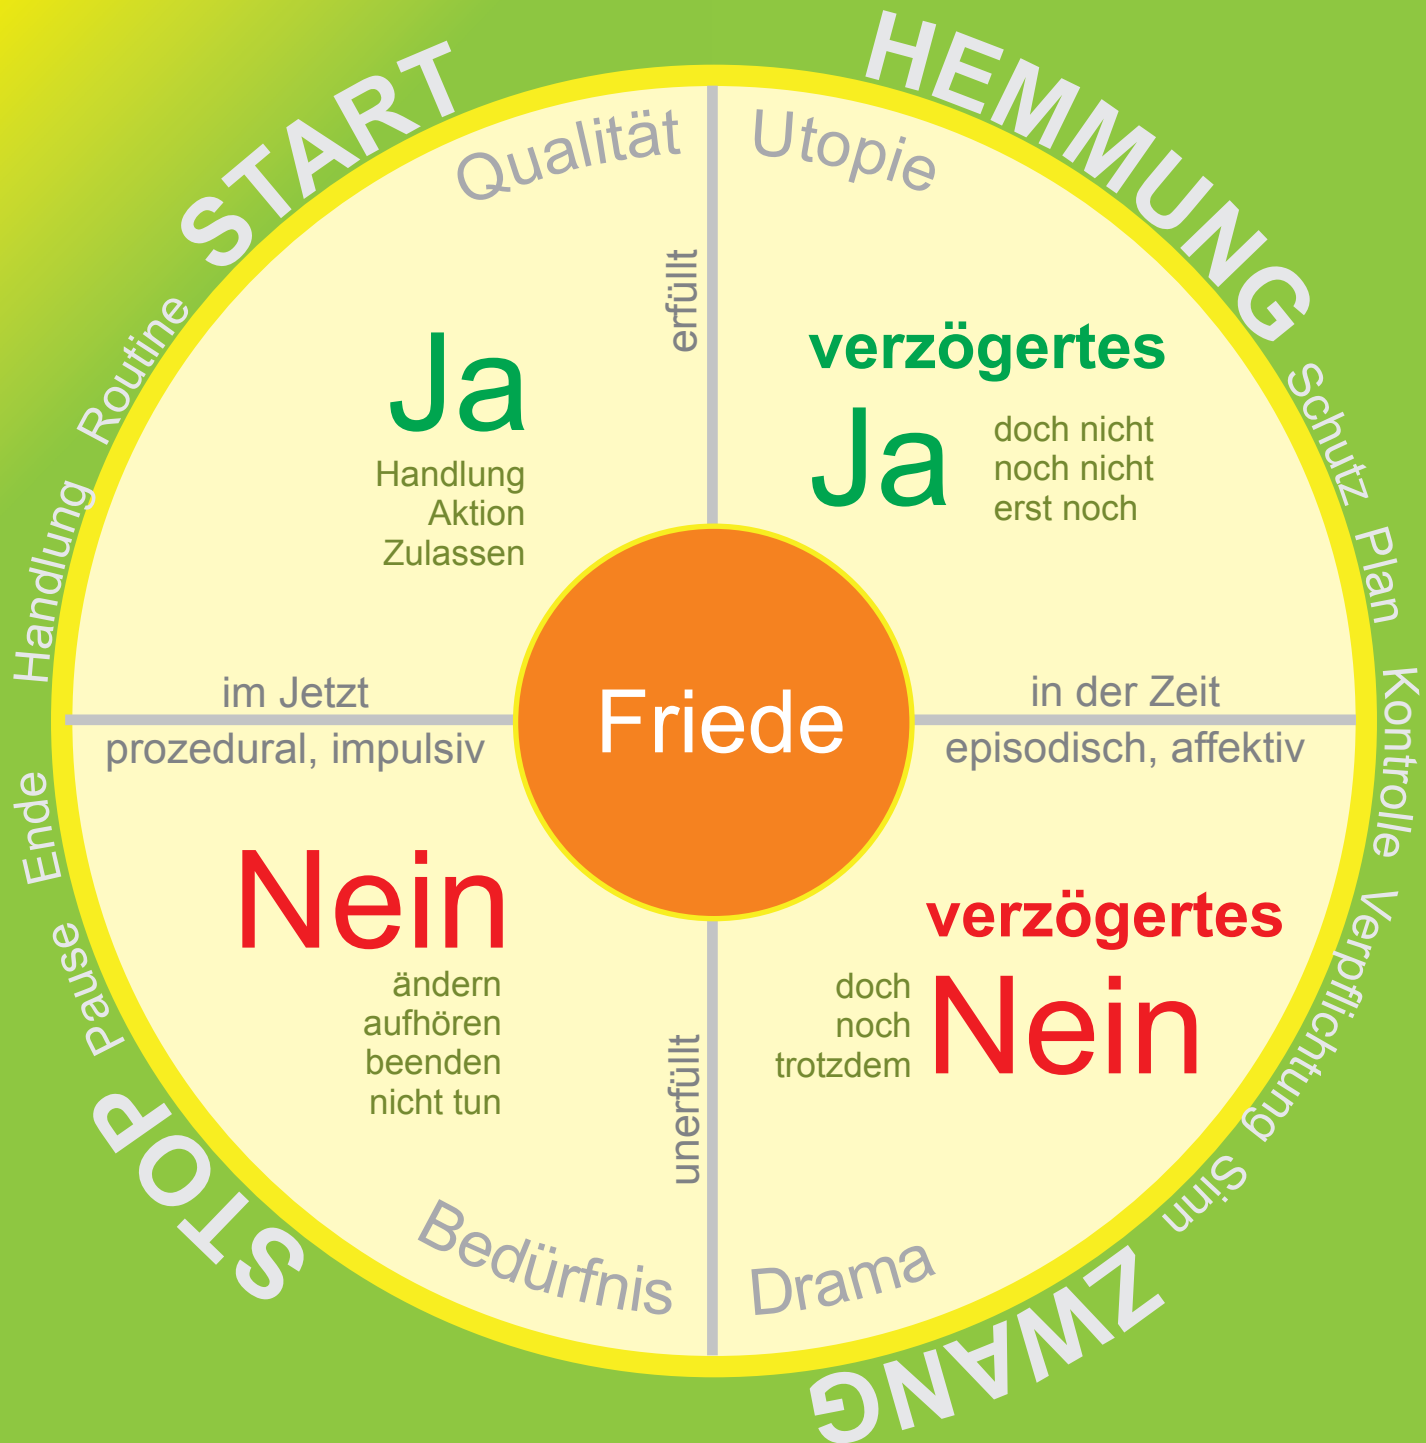 START
HEMMUNG
Qualität
Utopie
erfüllt
Routine
Handlung
Schutz Plan Kontrolle Verpflichtung Sinn
Ja
Handlung
Aktion
Zulassen
verzögertes
Ja
doch nicht
noch nicht
erst noch
im Jetzt
prozedural, impulsiv
Friede
in der Zeit
episodisch, affektiv
Ende
Pause
Nein
ändern
aufhören
beenden
nicht tun
unerfüllt
verzögertes
Nein
doch
noch
trotzdem
Bedürfnis
Drama
STOP
ZWANG